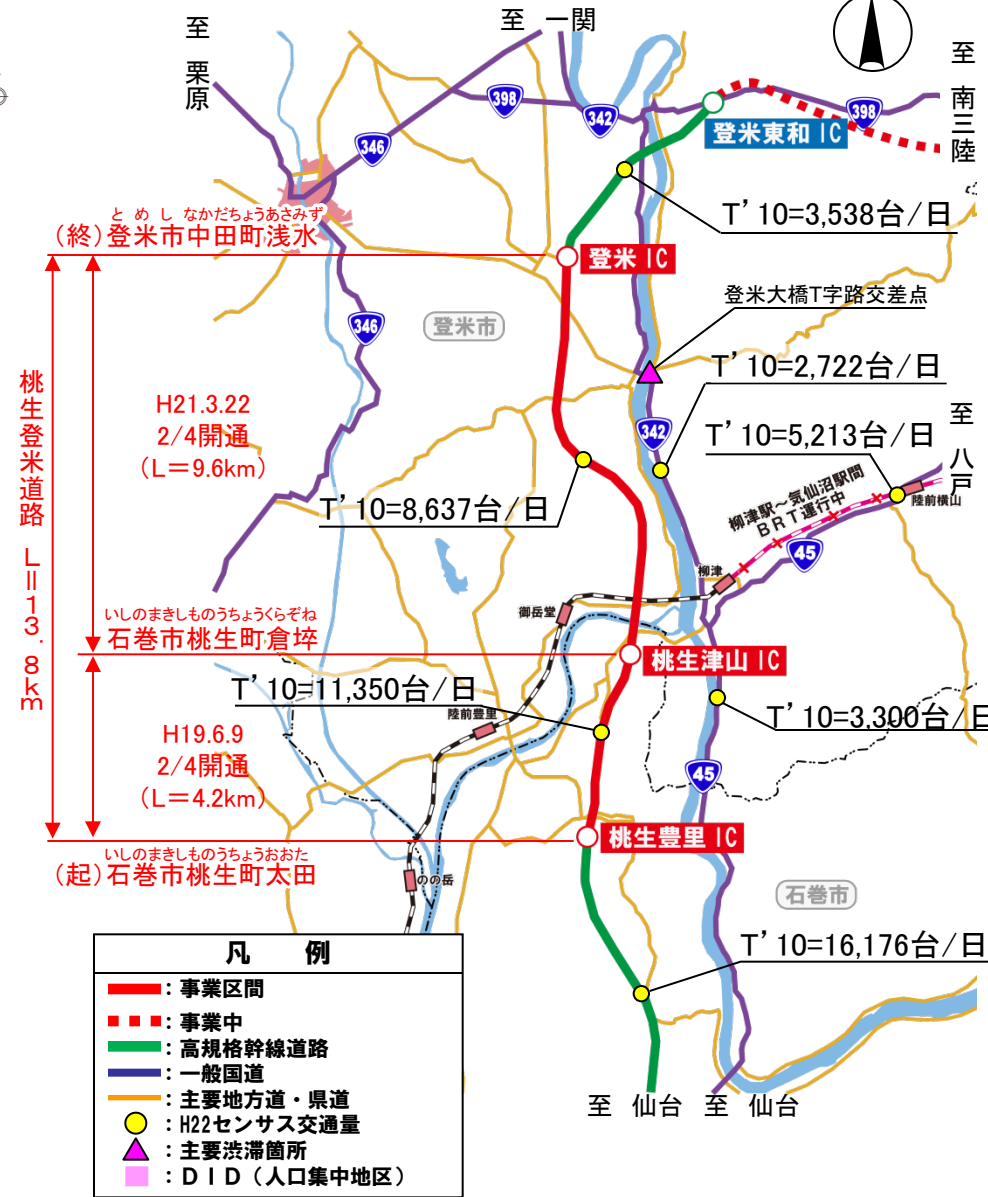 至 一関
至 栗原
398
342
346
398
至 南三陸
登米東和 IC
T’10=3,538台/日
とめし なかだちょうあさみず
(終)登米市中田町浅水
登米 IC
登米大橋T字路交差点
登米市
346
T’10=2,722台/日
342
桃生登米道路 L=13.8km
H21.3.22
2/4開通
(L=9.6km)
T’10=5,213台/日
至 八戸
T’10=8,637台/日
柳津駅~気仙沼駅間
BRT運行中
陸前横山
45
柳津
御岳堂
いしのまきしものうちょうくらぞね
石巻市桃生町倉埣
桃生津山 IC
T’10=11,350台/日
陸前豊里
T’10=3,300台/日
H19.6.9
2/4開通
(L=4.2km)
45
桃生豊里 IC
いしのまきしものうちょうおおた
(起)石巻市桃生町太田
のの岳
石巻市
T’10=16,176台/日
凡 例
:事業区間
:事業中
:高規格幹線道路
:一般国道
:主要地方道・県道
:H22センサス交通量
:主要渋滞箇所
:DID(人口集中地区)
至 仙台
至 仙台